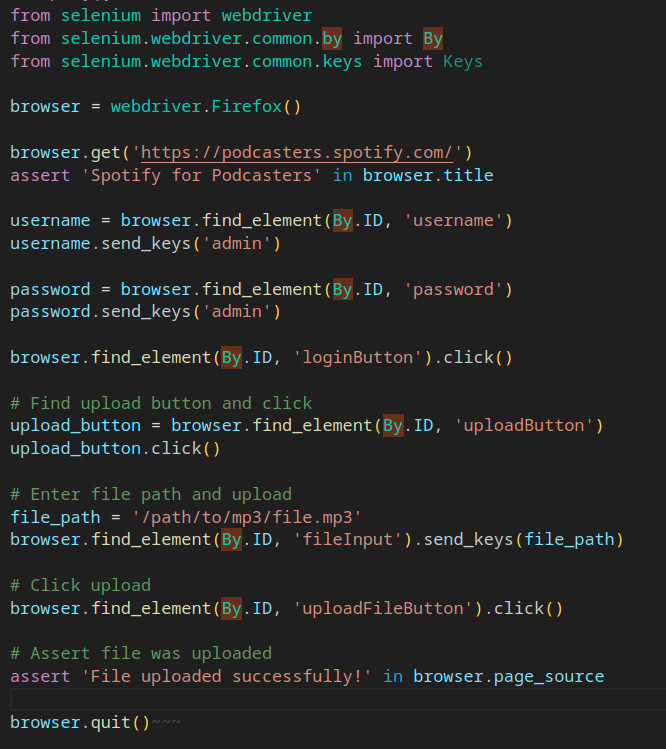 from selenium import webdriver
from selenium.webdriver.common.by import By
from selenium.webdriver.common.keys import Keys
browser = webdriver.Firefox()
browser.get('https://podcasters.spotify.com/')
assert 'Spotify for Podcasters' in browser.title
username = browser.find_element(By.ID, 'username')
username.send_keys('admin')
password = browser.find_element(By.ID, 'password')
password.send_keys('admin')
browser.find_element(By.ID, 'loginButton').click()
# Find upload button and click
upload_button = browser.find_element(By.ID, 'uploadButton')
upload_button.click()
# Enter file path and upload
file_path = '/path/to/mp3/file.mp3'
browser.find_element(By.ID, 'fileInput').send_keys(file_path)
# Click upload
browser.find_element(By.ID, 'uploadFileButton').click()
# Assert file was uploaded
assert 'File uploaded successfully!' in browser.page_source
browser.quit()~~~